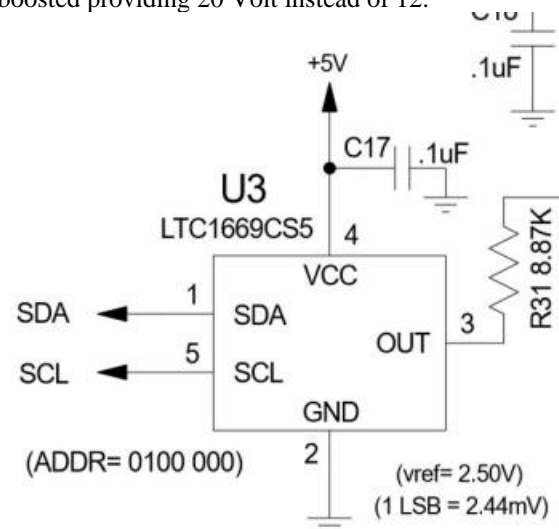 boosted providing 20 Volt instead of 12.
C16
.1uF
+5V
C17
.1uF
U3
LTC1669CS5
4
VCC
R31 8.87K
SDA
1
SDA
3
OUT
SCL
5
SCL
GND
2
(ADDR= 0100 000)
(vref= 2.50V)
(1 LSB = 2.44mV)